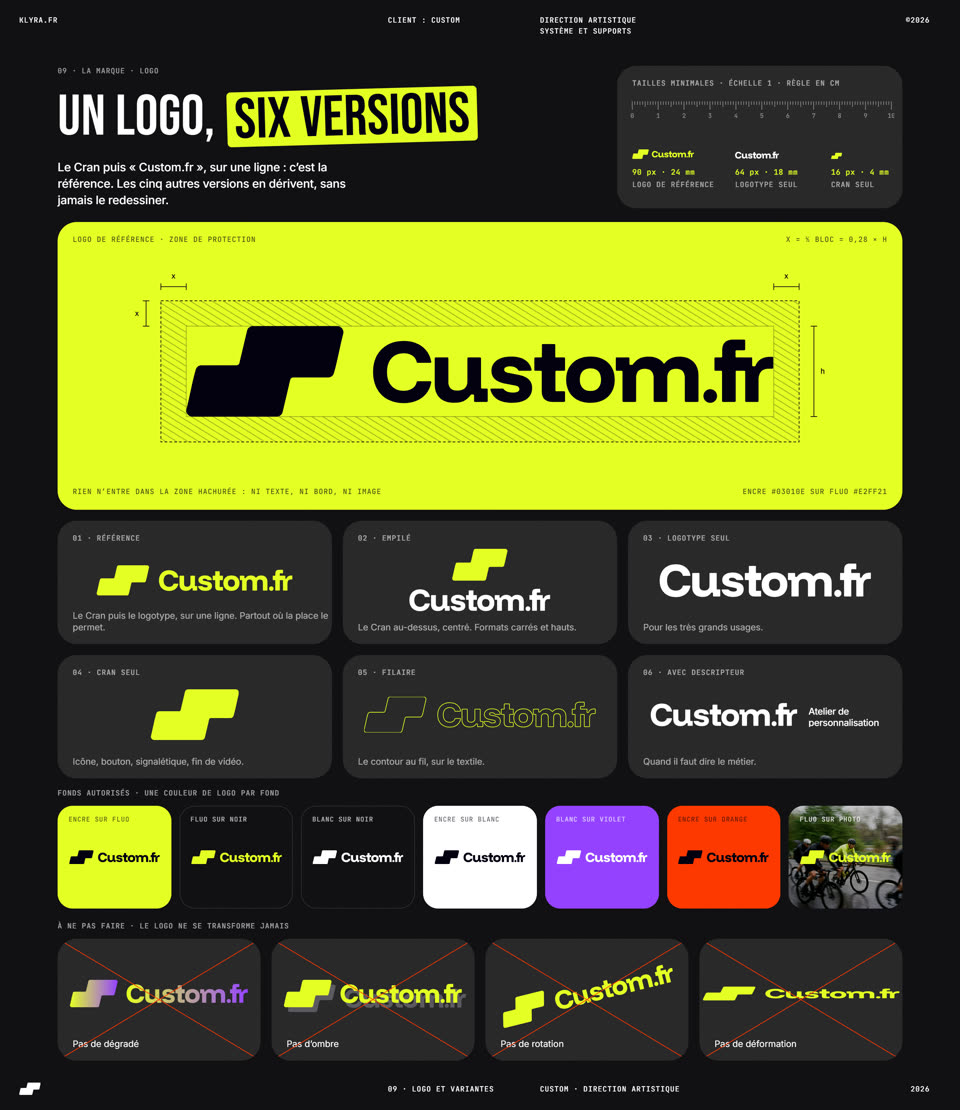 KLYRA.FR
CLIENT : CUSTOM
DIRECTION ARTISTIQUE
SYSTÈME ET SUPPORTS
©2026
09 · LA MARQUE · LOGO
UN LOGO, SIX VERSIONS
Le Cran puis « Custom.fr », sur une ligne : c’est la
référence. Les cinq autres versions en dérivent, sans
jamais le redessiner.
TAILLES MINIMALES · ÉCHELLE 1 · RÈGLE EN CM
0 1 2 3 4 5 6 7 8 9 10
Custom.fr
90 px · 24 mm
LOGO DE RÉFÉRENCE
Custom.fr
64 px · 18 mm
LOGOTYPE SEUL
16 px · 4 mm
CRAN SEUL
LOGO DE RÉFÉRENCE · ZONE DE PROTECTION
X = ½ BLOC = 0,28 × H
x
x
x
h
Custom.fr
RIEN N’ENTRE DANS LA ZONE HACHURÉE : NI TEXTE, NI BORD, NI IMAGE
ENCRE #03010E SUR FLUO #E2FF21
01 · RÉFÉRENCE
Custom.fr
Le Cran puis le logotype, sur une ligne. Partout où la place le
permet.
02 · EMPILÉ
Custom.fr
Le Cran au-dessus, centré. Formats carrés et hauts.
03 · LOGOTYPE SEUL
Custom.fr
Pour les très grands usages.
04 · CRAN SEUL
Icône, bouton, signalétique, fin de vidéo.
05 · FILAIRE
Custom.fr
Le contour au fil, sur le textile.
06 · AVEC DESCRIPTEUR
Custom.fr
Atelier de
personnalisation
Quand il faut dire le métier.
FONDS AUTORISÉS · UNE COULEUR DE LOGO PAR FOND
ENCRE SUR FLUO
Custom.fr
FLUO SUR NOIR
Custom.fr
BLANC SUR NOIR
Custom.fr
ENCRE SUR BLANC
Custom.fr
BLANC SUR VIOLET
Custom.fr
ENCRE SUR ORANGE
Custom.fr
FLUO SUR PHOTO
Custom.fr
À NE PAS FAIRE · LE LOGO NE SE TRANSFORME JAMAIS
Custom.fr
Pas de dégradé
Custom.fr
Pas d’ombre
Custom.fr
Pas de rotation
Custom.fr
Pas de déformation
09 · LOGO ET VARIANTES
CUSTOM · DIRECTION ARTISTIQUE
2026